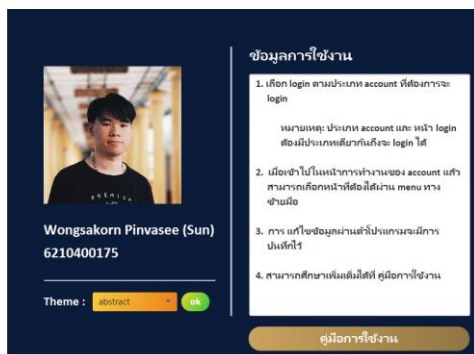 PREMISE
Wongsakorn Pinvasee (Sun)
6210400175
Theme :
abstract
ok
ข้อมูลการใช้งาน
1. เลือก login ตามประเภท account ที่ต้องการจะ
login
หมายเหตุ: ประเภท account และ หน้า login
ต้องมีประเภทเดียวกันถึงจะ login ได้
2. เมื่อเข้าไปในหน้าการทำงานของ account แล้ว
สามารถเลือกหน้าที่ต้องใด้ผ่าน menu ทาง
ซ้ายมือ
3. การ แก้ไขข้อมูลผ่านตัวโปรแกรมจะมีการ
บันทึกไว้
4. สามารถศึกษาเพิ่มเติ่มได้ที่ คู่มือการใช้งาน
คู่มือการใช้งาน